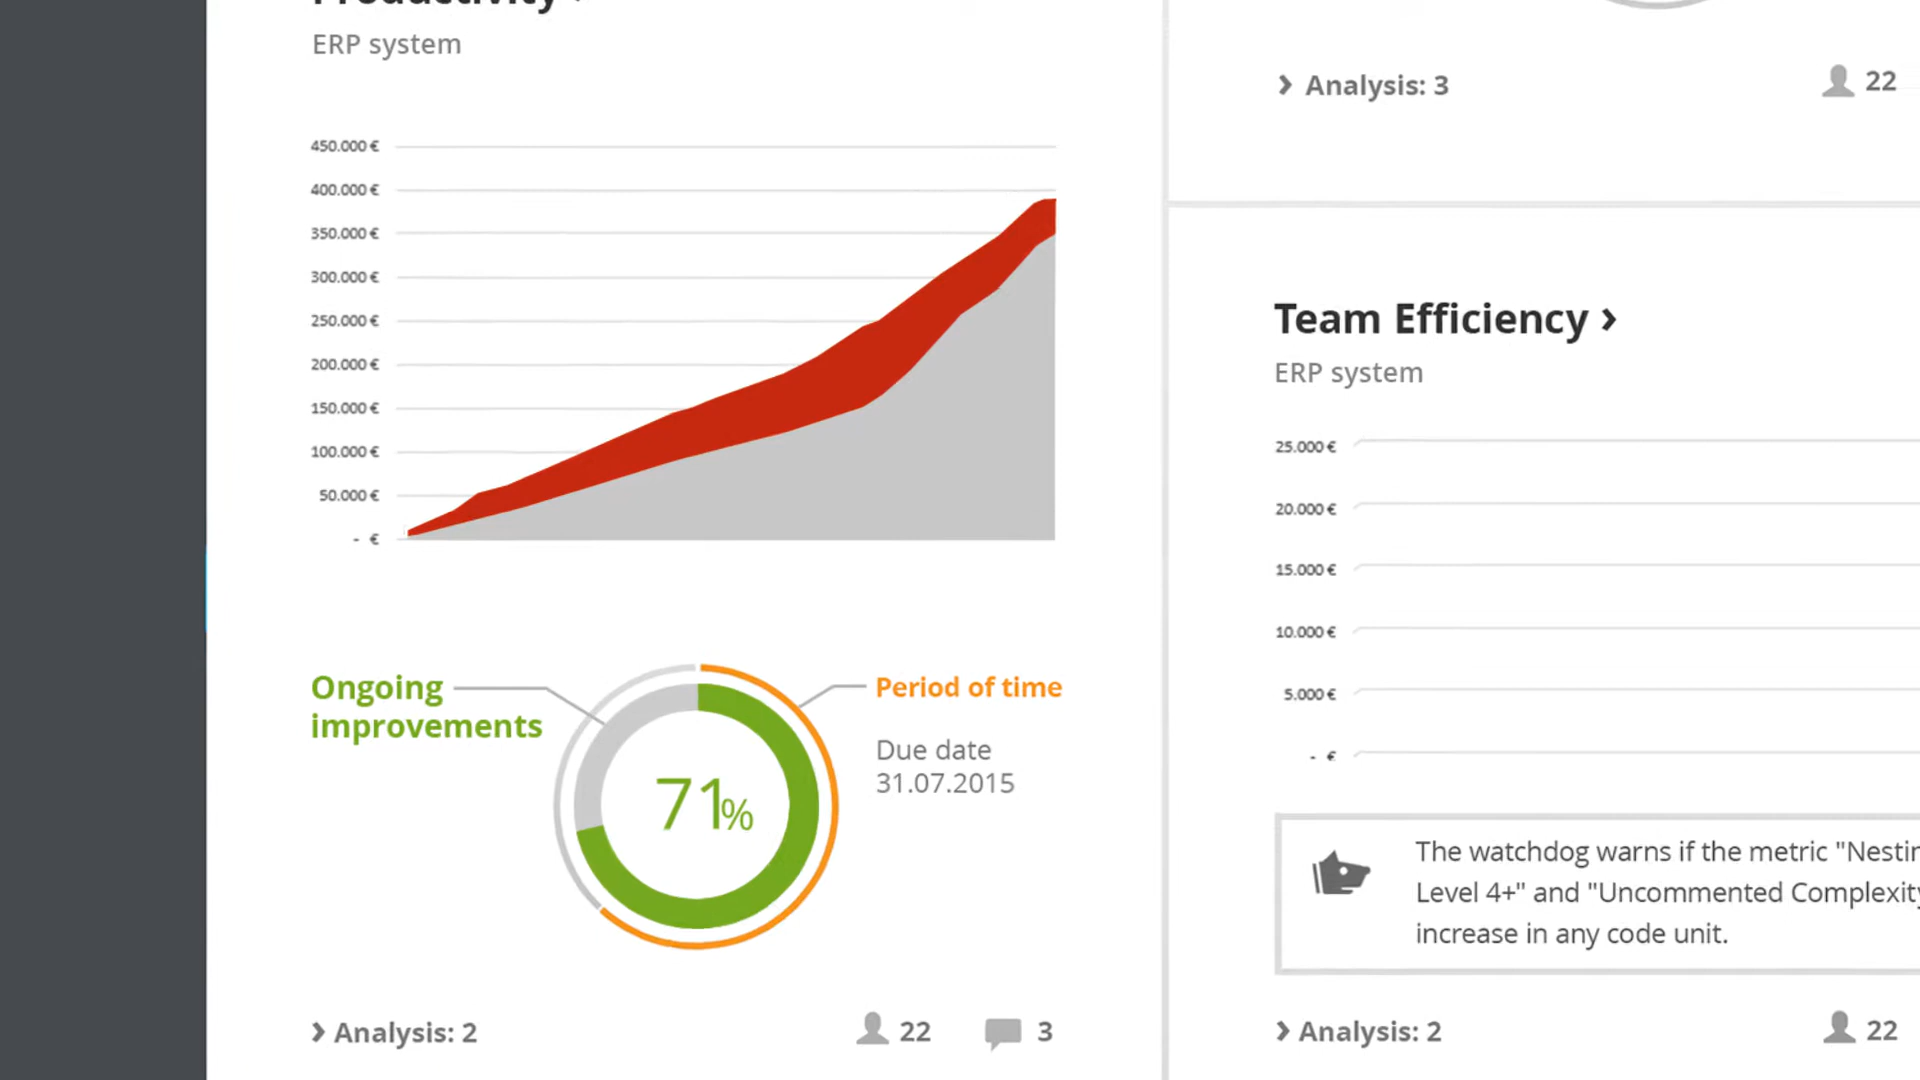 Productivity ›
ERP system
450.000 €
400.000 €
350.000 €
300.000 €
250.000 €
200.000 €
150.000 €
100.000 €
50.000 €
- €
Ongoing
improvements
71%
Period of time
Due date
31.07.2015
› Analysis: 2
22
3
› Analysis: 3
22
Team Efficiency ›
ERP system
25.000 €
20.000 €
15.000 €
10.000 €
5.000 €
- €
The watchdog warns if the metric "Nestin
Level 4+" and "Uncommented Complexity
increase in any code unit.
› Analysis: 2
22